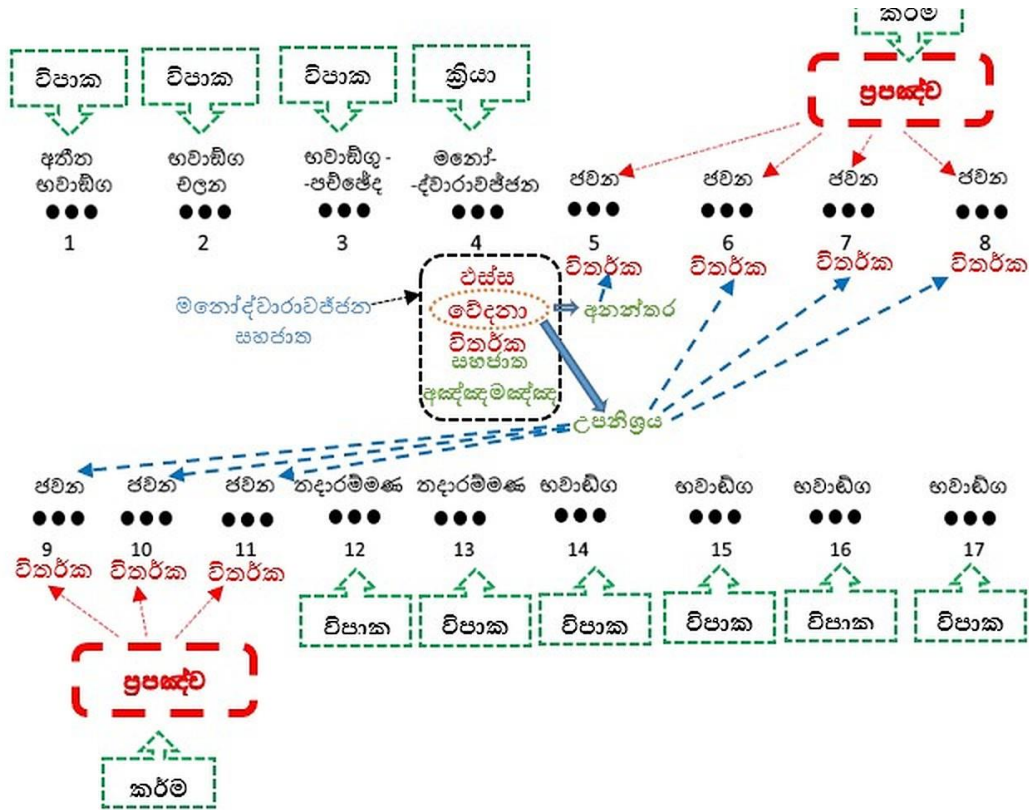 කර්ම
විපාක
විපාක
විපාක
ක්‍රියා
ප්‍රපඤ්ච
අතීත
භවාඞ්ග
භවාඞ්ග
චලන
භවාඞ්ගු -
-පච්ඡේද
මනෝ-
-ද්වාරාවජ්ජන
ජවන
ජවන
ජවන
ජවන
1
2
3
4
5
6
7
8
විතර්ක
විතර්ක
විතර්ක
විතර්ක
ඵස්ස
වේදනා
විතර්ක
සහජාත
අඤ්ඤමඤ්ඤ
මනෝද්වාරාවජ්ජන
සහජාත
අනන්තර
උපනිශ්‍රය
ජවන
ජවන
ජවන
තදාරම්මණ
තදාරම්මණ
භවාඞ්ග
භවාඞ්ග
භවාඞ්ග
භවාඞ්ග
9
10
11
12
13
14
15
16
17
විතර්ක
විතර්ක
විතර්ක
විපාක
විපාක
විපාක
විපාක
විපාක
විපාක
ප්‍රපඤ්ච
කර්ම